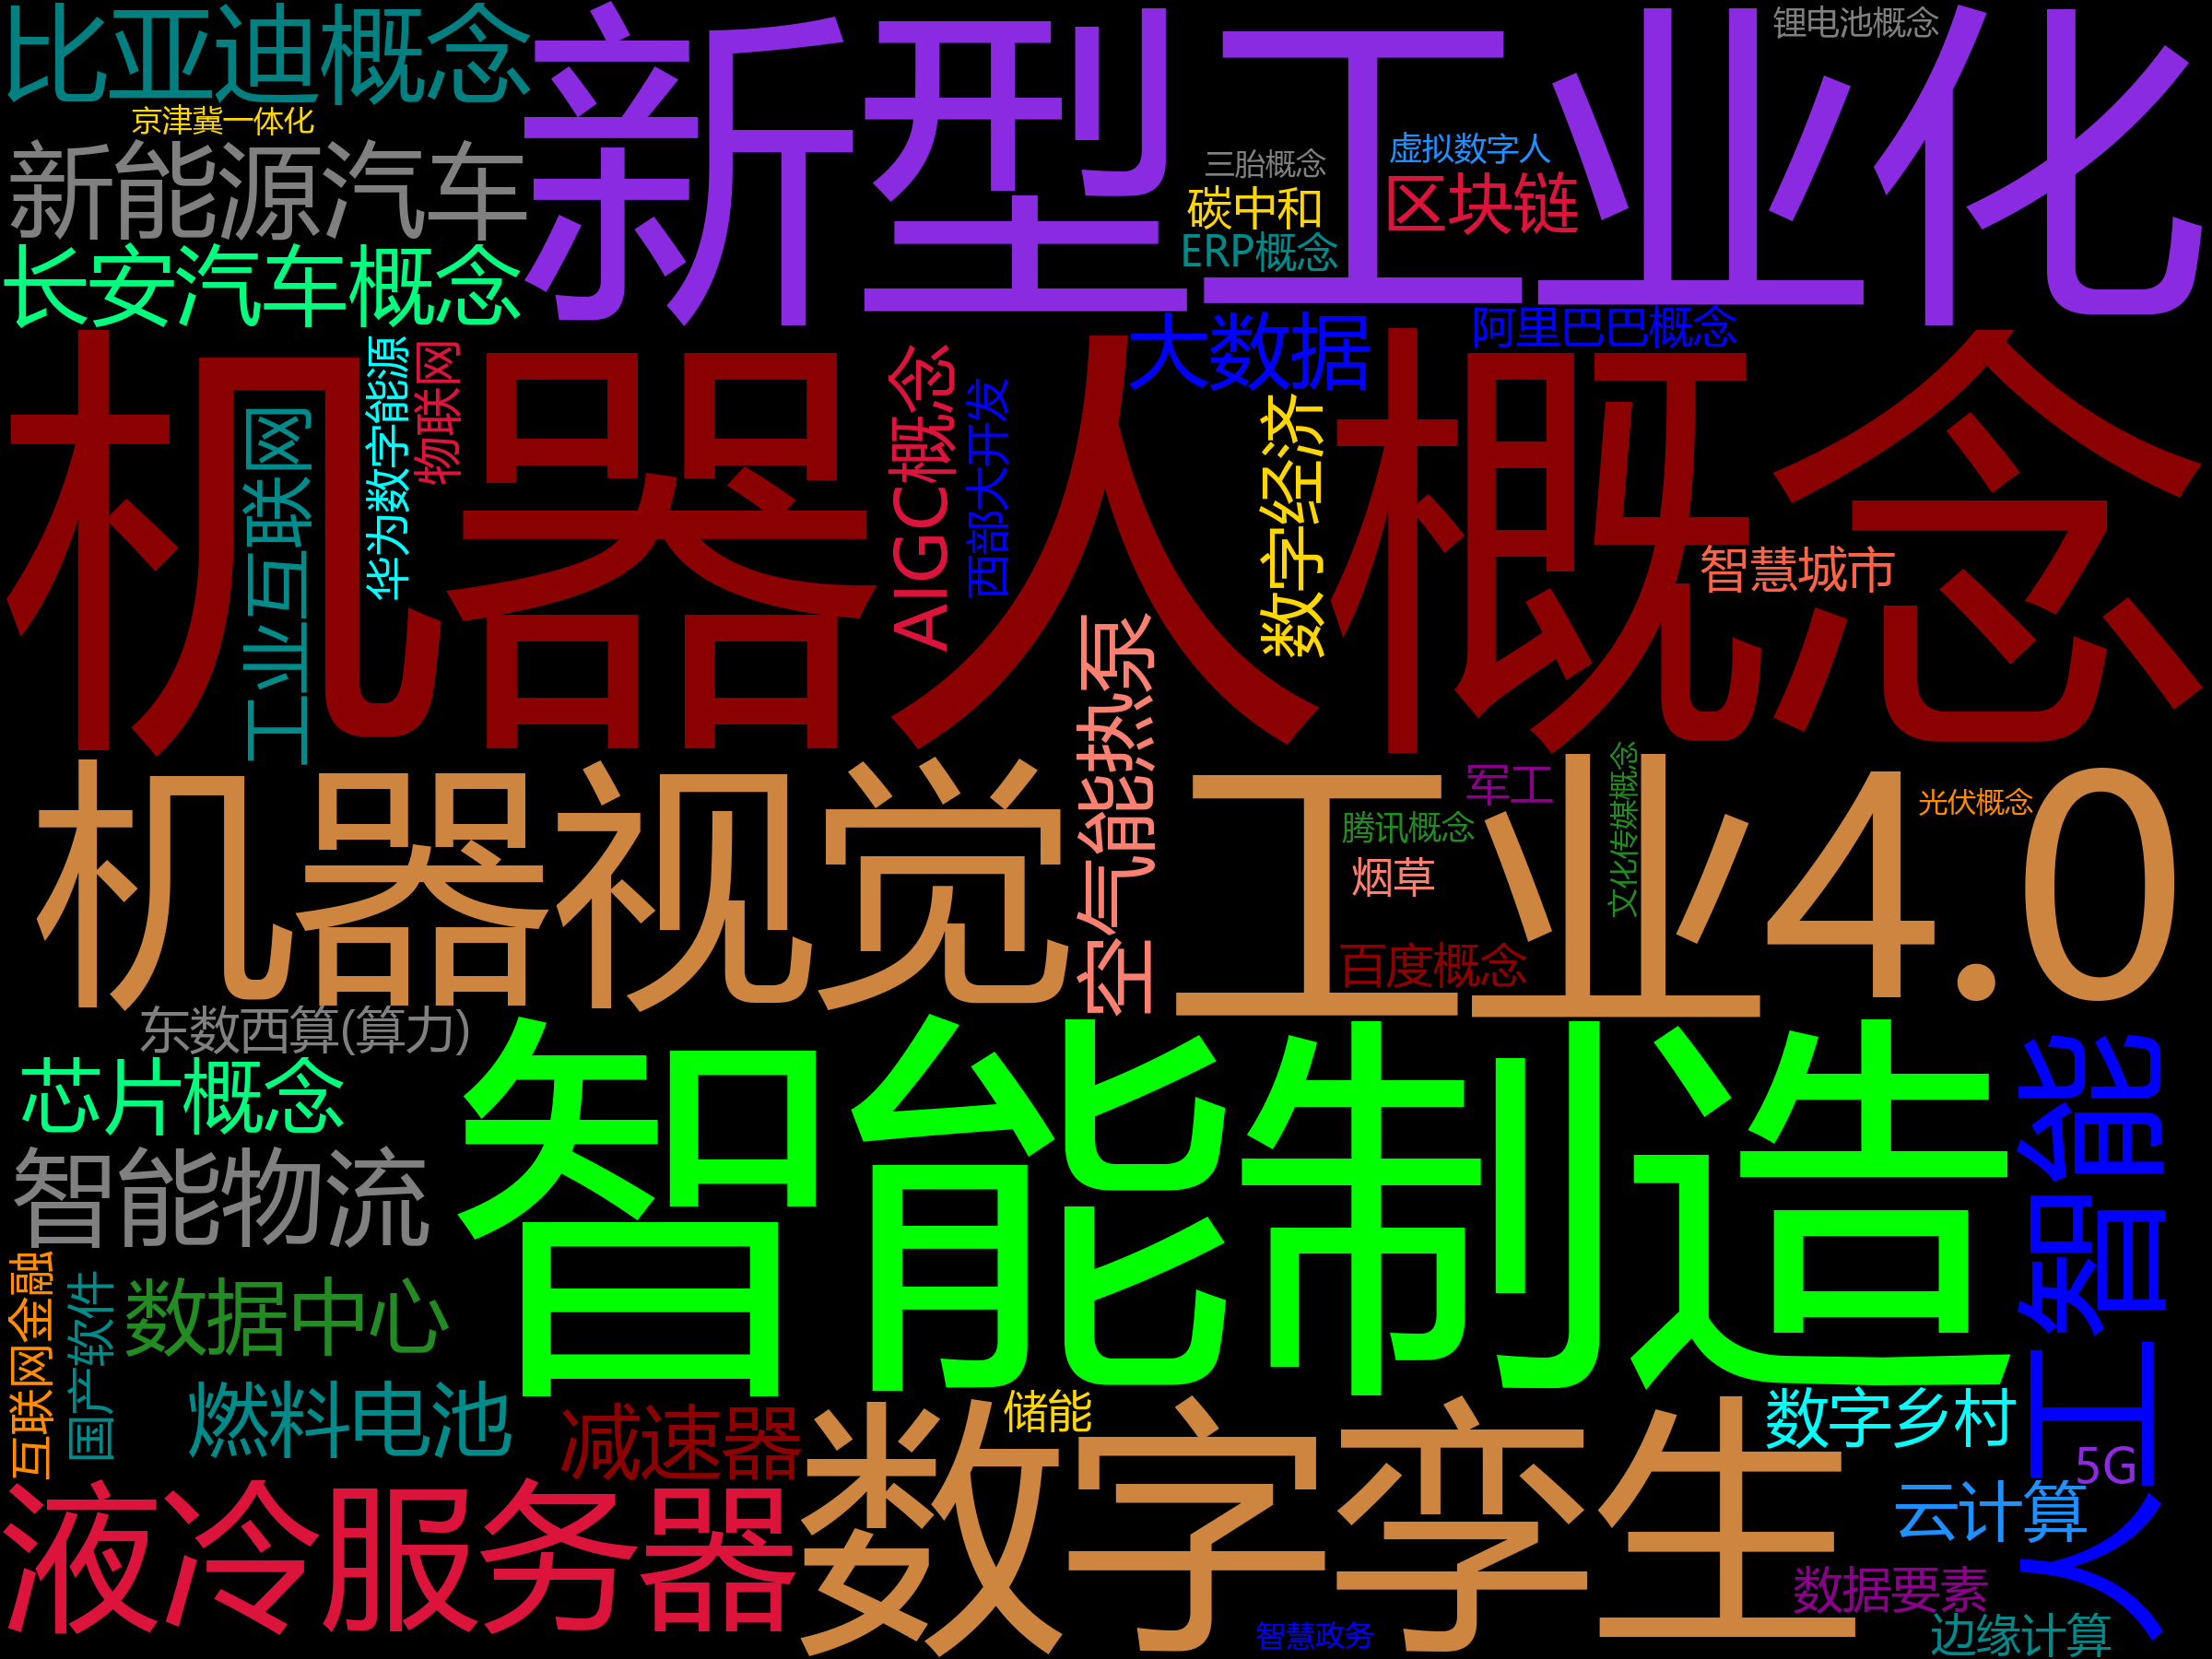 比亚迪概念
新型工业化
锂电池概念
京津冀一体化
新能源汽车
三胎概念
虚拟数字人
碳中和
区块链
ERP概念
长安汽车概念
大数据
阿里巴巴概念
机器人概念
工业互联网
华为数字能源
物联网
AIGC概念
西部大开发
数字经济
智慧城市
空气能热泵
机器视觉
工业4.0
军工
腾讯概念
烟草
文化传媒概念
光伏概念
百度概念
东数西算(算力)
芯片概念
智能制造
人工智能
智能物流
互联网金融
国产软件
数据中心
燃料电池
减速器
储能
数字孪生
数字乡村
5G
液冷服务器
云计算
数据要素
智慧政务
边缘计算